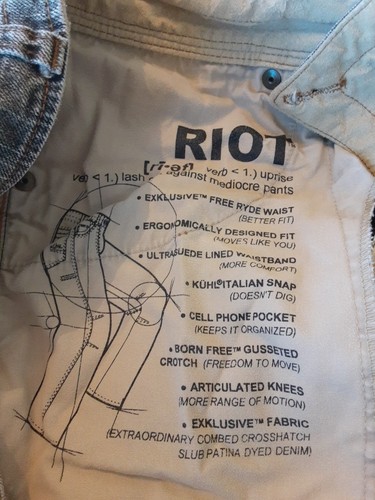 RIOT
[rī-ət] verb < 1.) uprise
verb < 1.) lash against mediocre pants
• EXKLUSIVE™ FREE RYDE WAIST
(BETTER FIT)
• ERGONOMICALLY DESIGNED FIT
(MOVES LIKE YOU)
• ULTRASUEDE LINED WAISTBAND
(MORE COMFORT)
• KÜHL®ITALIAN SNAP
(DOESN'T DIG)
• CELL PHONE POCKET
(KEEPS IT ORGANIZED)
• BORN FREE™ GUSSETED
CROTCH (FREEDOM TO MOVE)
• ARTICULATED KNEES
(MORE RANGE OF MOTION)
• EXKLUSIVE™ FABRIC
(EXTRAORDINARY COMBED CROSSHATCH
SLUB PATINA DYED DENIM)